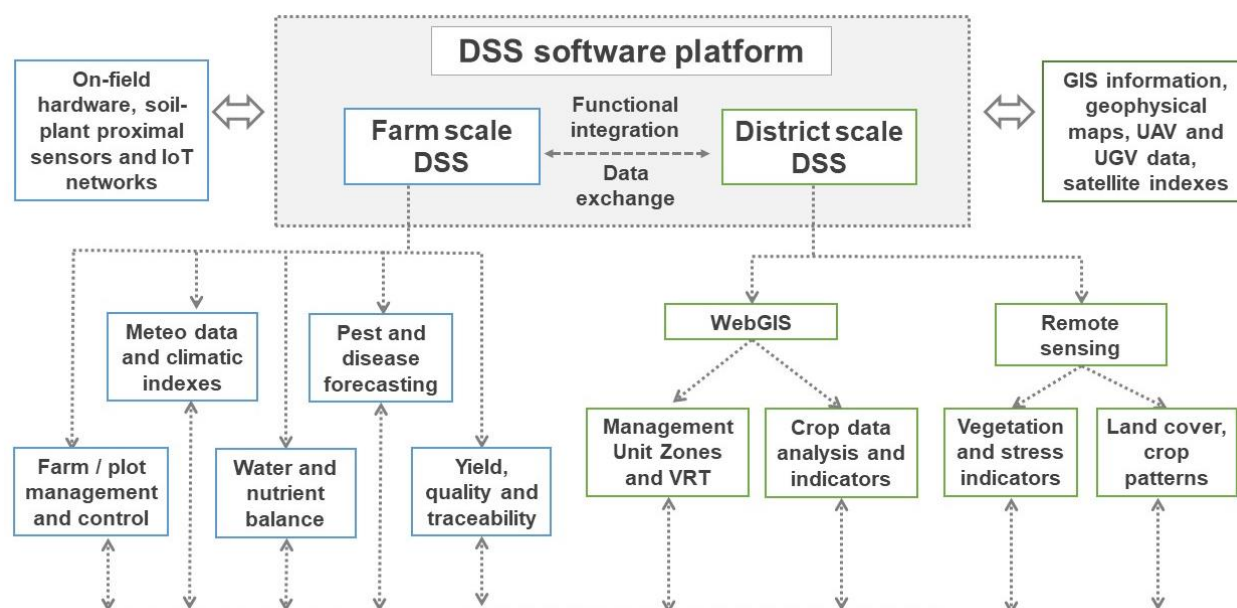 DSS software platform
On-field
hardware, soil-
plant proximal
sensors and IoT
networks
Farm scale
DSS
Functional
integration
Data
exchange
District scale
DSS
GIS information,
geophysical
maps, UAV and
UGV data,
satellite indexes
Meteo data
and climatic
indexes
Pest and
disease
forecasting
WebGIS
Remote
sensing
Farm / plot
management
and control
Water and
nutrient
balance
Yield,
quality and
traceability
Management
Unit Zones
and VRT
Crop data
analysis and
indicators
Vegetation
and stress
indicators
Land cover,
crop
patterns